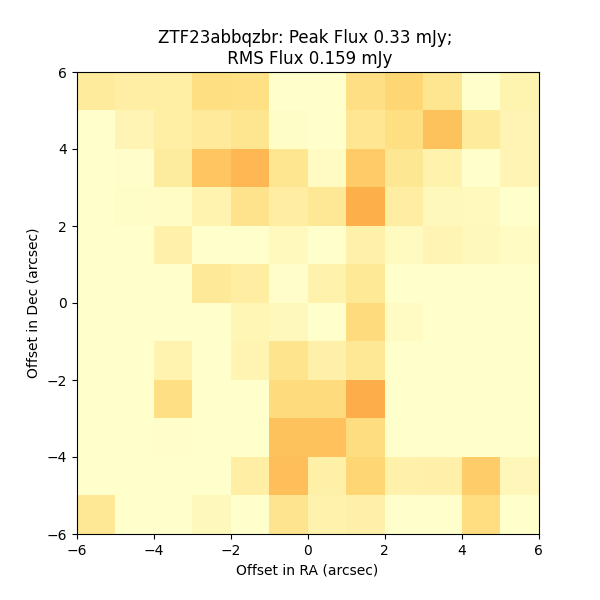 ZTF23abbqzbr: Peak Flux 0.33 mJy;
RMS Flux 0.159 mJy
6
4
2
0
−2
−4
−6
Offset in Dec (arcsec)
−6 −4 −2 0 2 4 6
Offset in RA (arcsec)